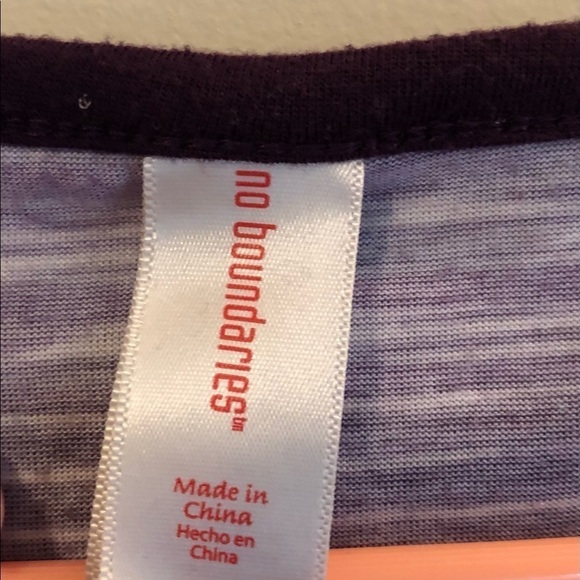 no boundaries™
Made in
China
Hecho en
China